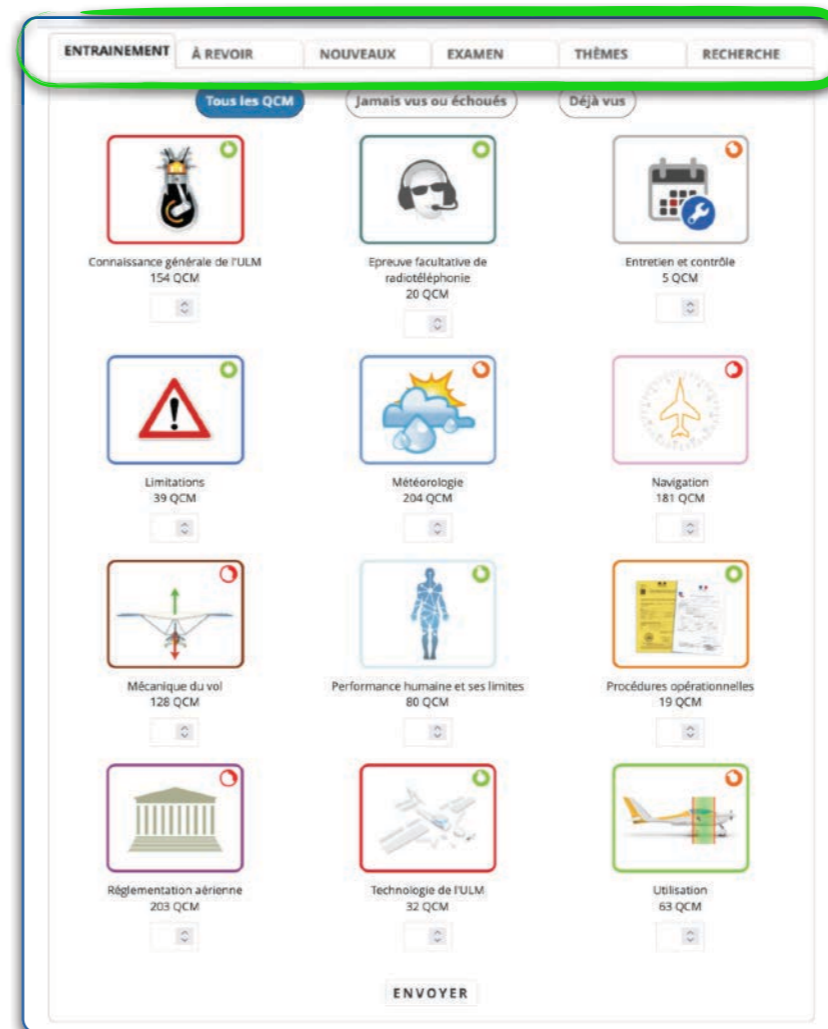 ENTRAINEMENT À REVOIR NOUVEAUX EXAMEN THÈMES RECHERCHE
Tous les QCM Jamais vus ou échoués Déjà vus
Connaissance générale de l'ULM
154 QCM
Epreuve facultative de
radiotéléphonie
20 QCM
Entretien et contrôle
5 QCM
Limitations
39 QCM
Météorologie
204 QCM
Navigation
181 QCM
Mécanique du vol
128 QCM
Performance humaine et ses limites
80 QCM
Procédures opérationnelles
19 QCM
Réglementation aérienne
203 QCM
Technologie de l'ULM
32 QCM
Utilisation
63 QCM
ENVOYER